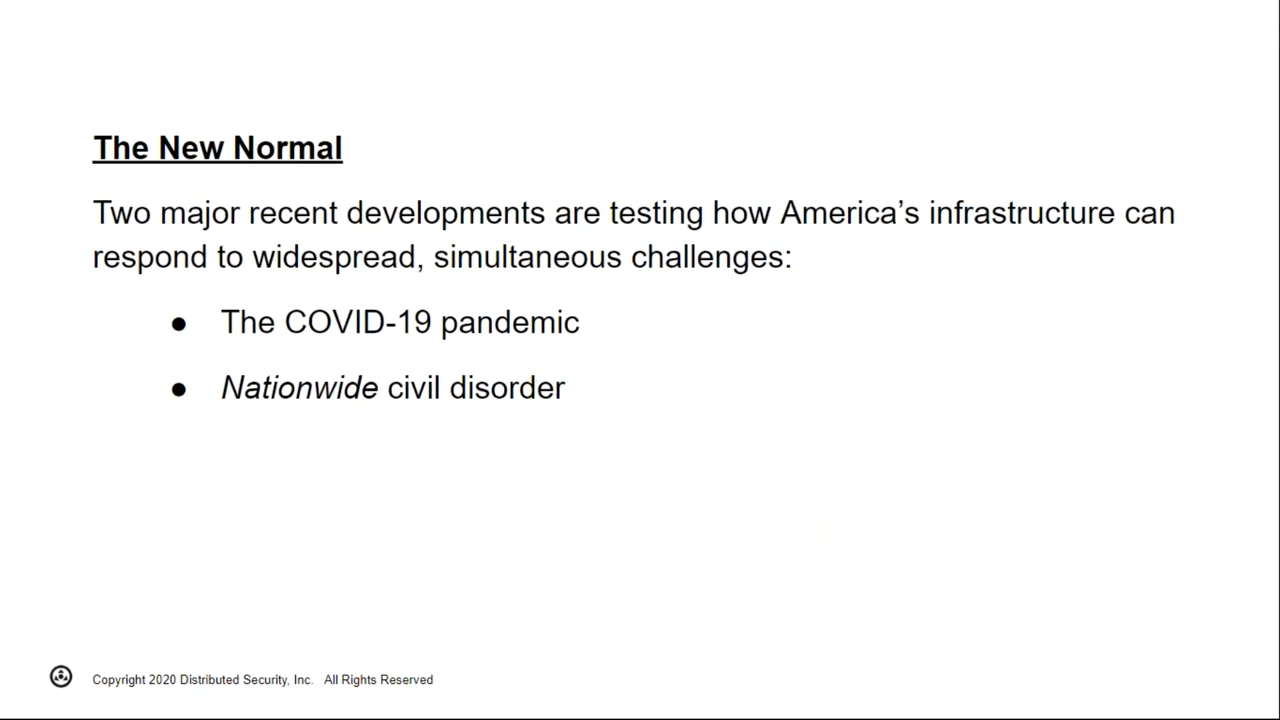 The New Normal
Two major recent developments are testing how America’s infrastructure can
respond to widespread, simultaneous challenges:
● The COVID-19 pandemic
● Nationwide civil disorder
Copyright 2020 Distributed Security, Inc. All Rights Reserved